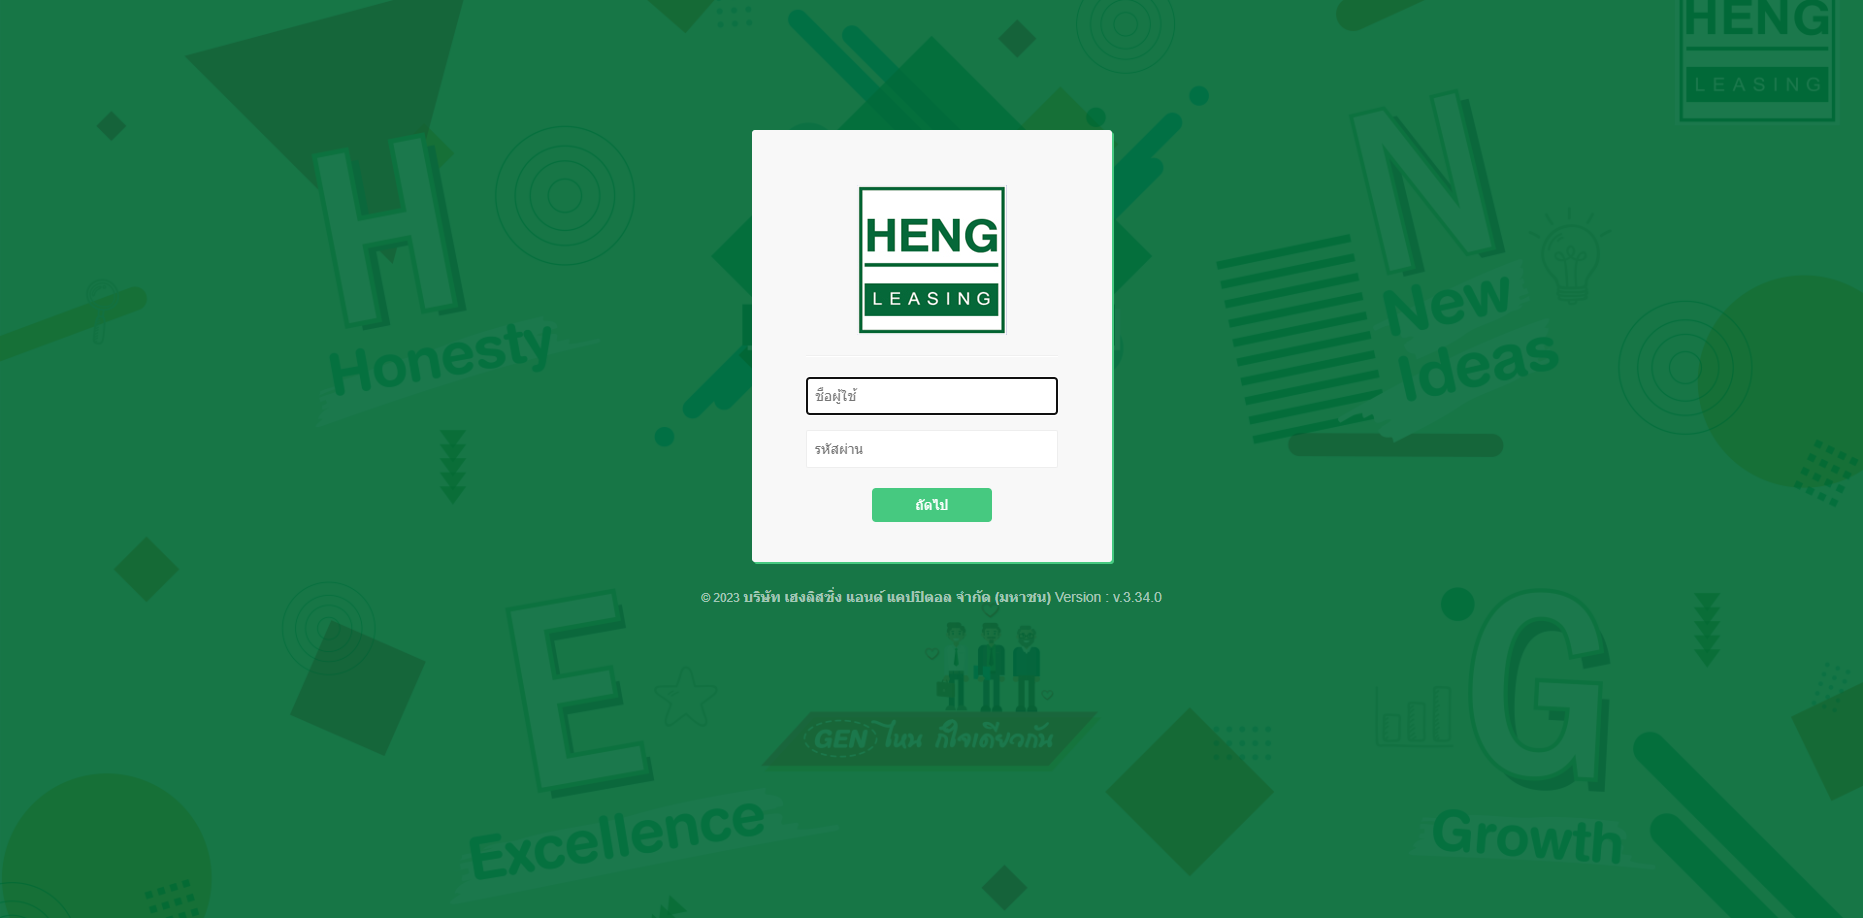 HENG
LEASING
H
Honesty
N
New
Ideas
HENG
LEASING
ชื่อผู้ใช้
รหัสผ่าน
ถัดไป
© 2023 บริษัท เฮงลิสซิ่ง แอนด์ แคปปิตอล จำกัด (มหาชน) Version : v.3.34.0
E
Excellence
GEN ไหน ก็ใจเดียวกัน
G
Growth